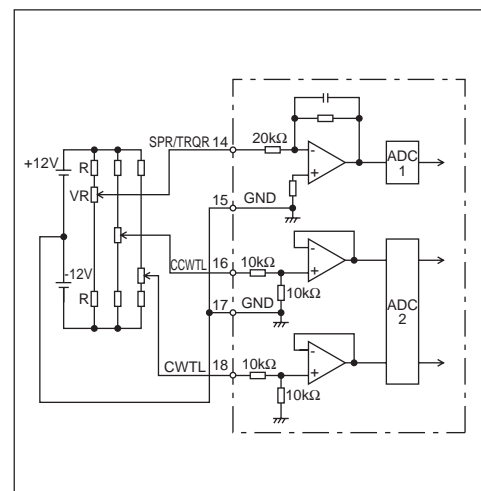 SPR/TRQR 14
20kΩ
ADC
1
+12V
R
VR
15 GND
CCWTL 16
10kΩ
10kΩ
-12V
R
17 GND
ADC
2
CWTL 18
10kΩ
10kΩ
-
+
-
+
-
+